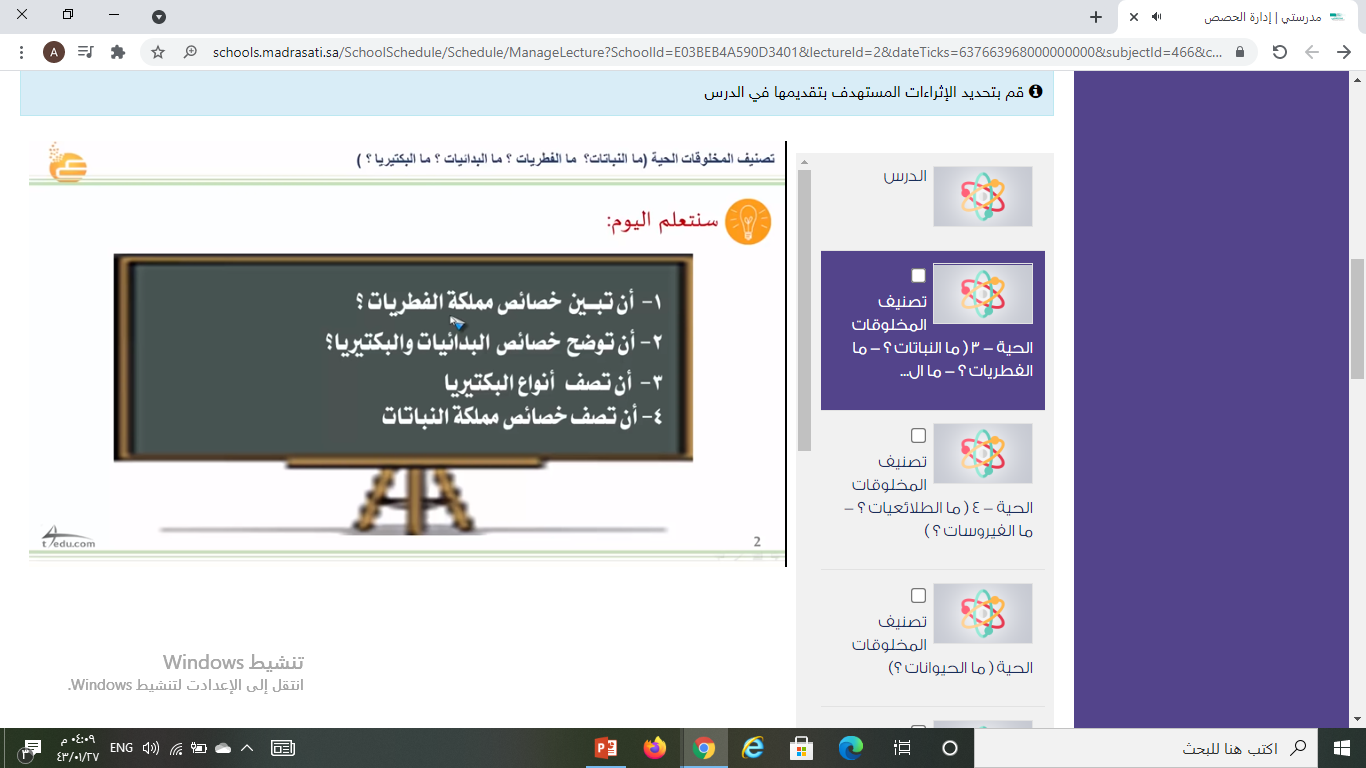 مدرستي | إدارة الحصص
schools.madrasati.sa/SchoolSchedule/Schedule/ManageLecture?SchoolId=E03BEB4A590D3401&lectureId=2&dateTicks=637663968000000000&subjectId=466&c...
A
قم بتحديد الإثراءات المستهدف بتقديمها في الدرس
تصنيف المخلوقات الحية (ما النباتات؟ ما الفطريات ؟ ما البدائيات ؟ ما البكتيريا ؟ )
سنتعلم اليوم:
١- أن تبين خصائص مملكة الفطريات ؟
٢- أن توضح خصائص البدائيات والبكتيريا؟
٣- أن تصف أنواع البكتيريا
٤- أن تصف خصائص مملكة النباتات
t4edu.com
2
الدرس
تصنيف
المخلوقات
الحية – ٣ ( ما النباتات ؟ – ما
الفطريات ؟ – ما ال...
تصنيف
المخلوقات
الحية – ٤ ( ما الطلائعيات ؟ –
ما الفيروسات ؟ )
تصنيف
المخلوقات
الحية ( ما الحيوانات ؟)
تنشيط Windows
انتقل إلى الإعدادت لتنشيط Windows.
اكتب هنا للبحث
ENG
٠٤:٠٩ م
٤٣/٠١/٢٧
٣